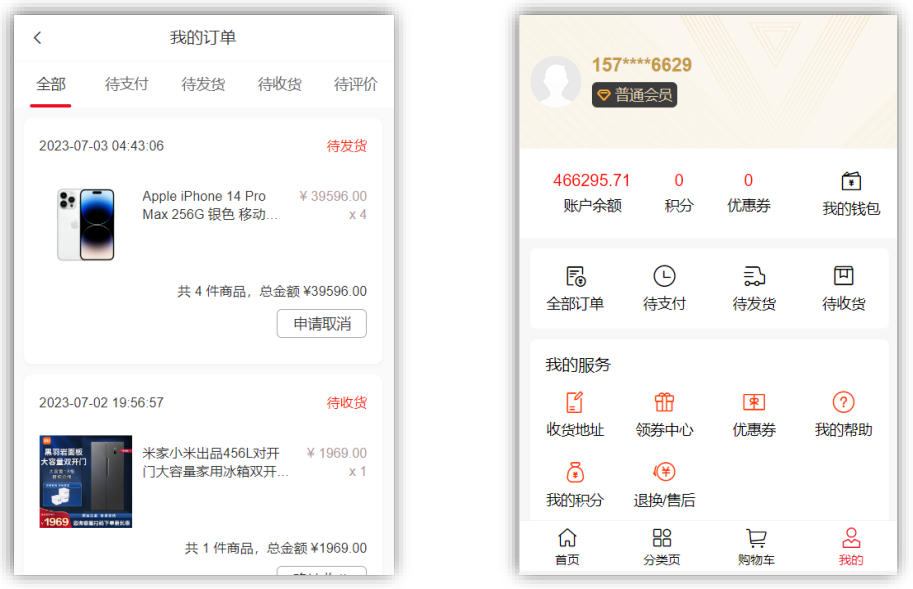 我的订单
全部
待支付
待发货
待收货
待评价
2023-07-03 04:43:06
待发货
Apple iPhone 14 Pro
Max 256G 银色 移动...
¥ 39596.00
x 4
共 4 件商品，总金额 ¥39596.00
申请取消
2023-07-02 19:56:57
待收货
黑羽岩面板
大容量双开门
1969
米家小米出品456L对开
门大容量家用冰箱双开...
¥ 1969.00
x 1
共 1 件商品，总金额 ¥1969.00
157****6629
普通会员
466295.71
0
0
账户余额
积分
优惠券
我的钱包
全部订单
待支付
待发货
待收货
我的服务
收货地址
领券中心
优惠券
我的帮助
我的积分
退换/售后
首页
分类页
购物车
我的